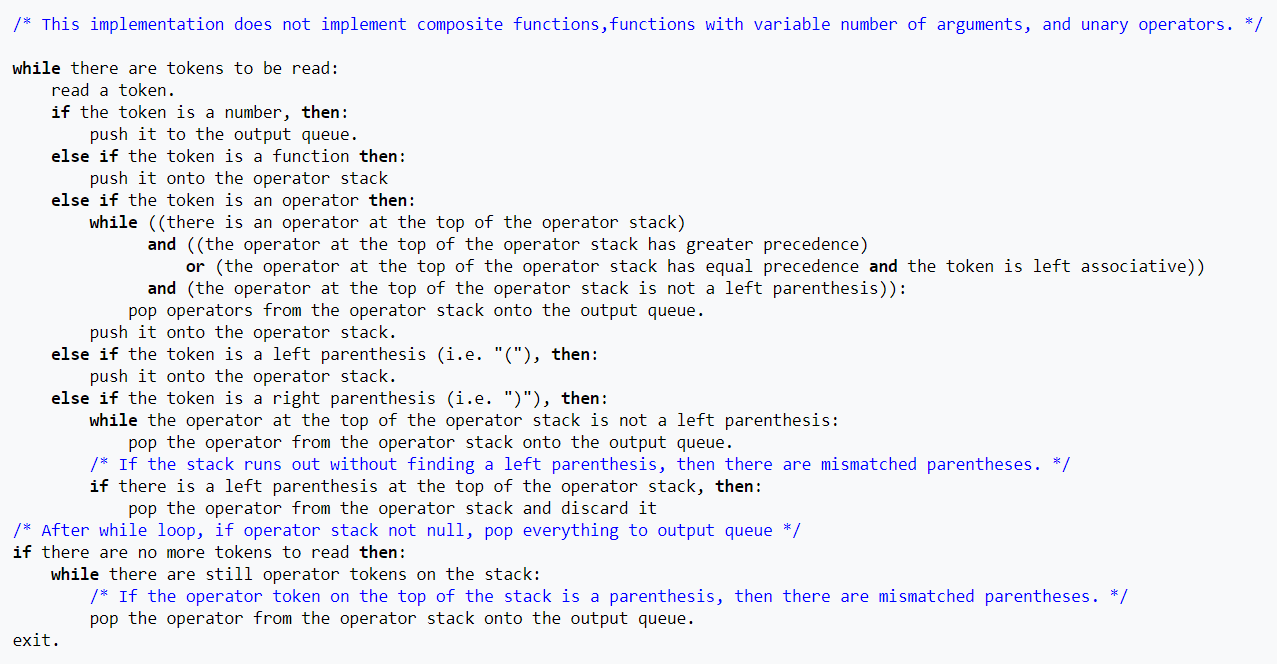 /* This implementation does not implement composite functions,functions with variable number of arguments, and unary operators. */
while there are tokens to be read:
read a token.
if the token is a number, then:
push it to the output queue.
else if the token is a function then:
push it onto the operator stack
else if the token is an operator then:
while ((there is an operator at the top of the operator stack)
and ((the operator at the top of the operator stack has greater precedence)
or (the operator at the top of the operator stack has equal precedence and the token is left associative))
and (the operator at the top of the operator stack is not a left parenthesis)):
pop operators from the operator stack onto the output queue.
push it onto the operator stack.
else if the token is a left parenthesis (i.e. "("), then:
push it onto the operator stack.
else if the token is a right parenthesis (i.e. ")"), then:
while the operator at the top of the operator stack is not a left parenthesis:
pop the operator from the operator stack onto the output queue.
/* If the stack runs out without finding a left parenthesis, then there are mismatched parentheses. */
if there is a left parenthesis at the top of the operator stack, then:
pop the operator from the operator stack and discard it
/* After while loop, if operator stack not null, pop everything to output queue */
if there are no more tokens to read then:
while there are still operator tokens on the stack:
/* If the operator token on the top of the stack is a parenthesis, then there are mismatched parentheses. */
pop the operator from the operator stack onto the output queue.
exit.